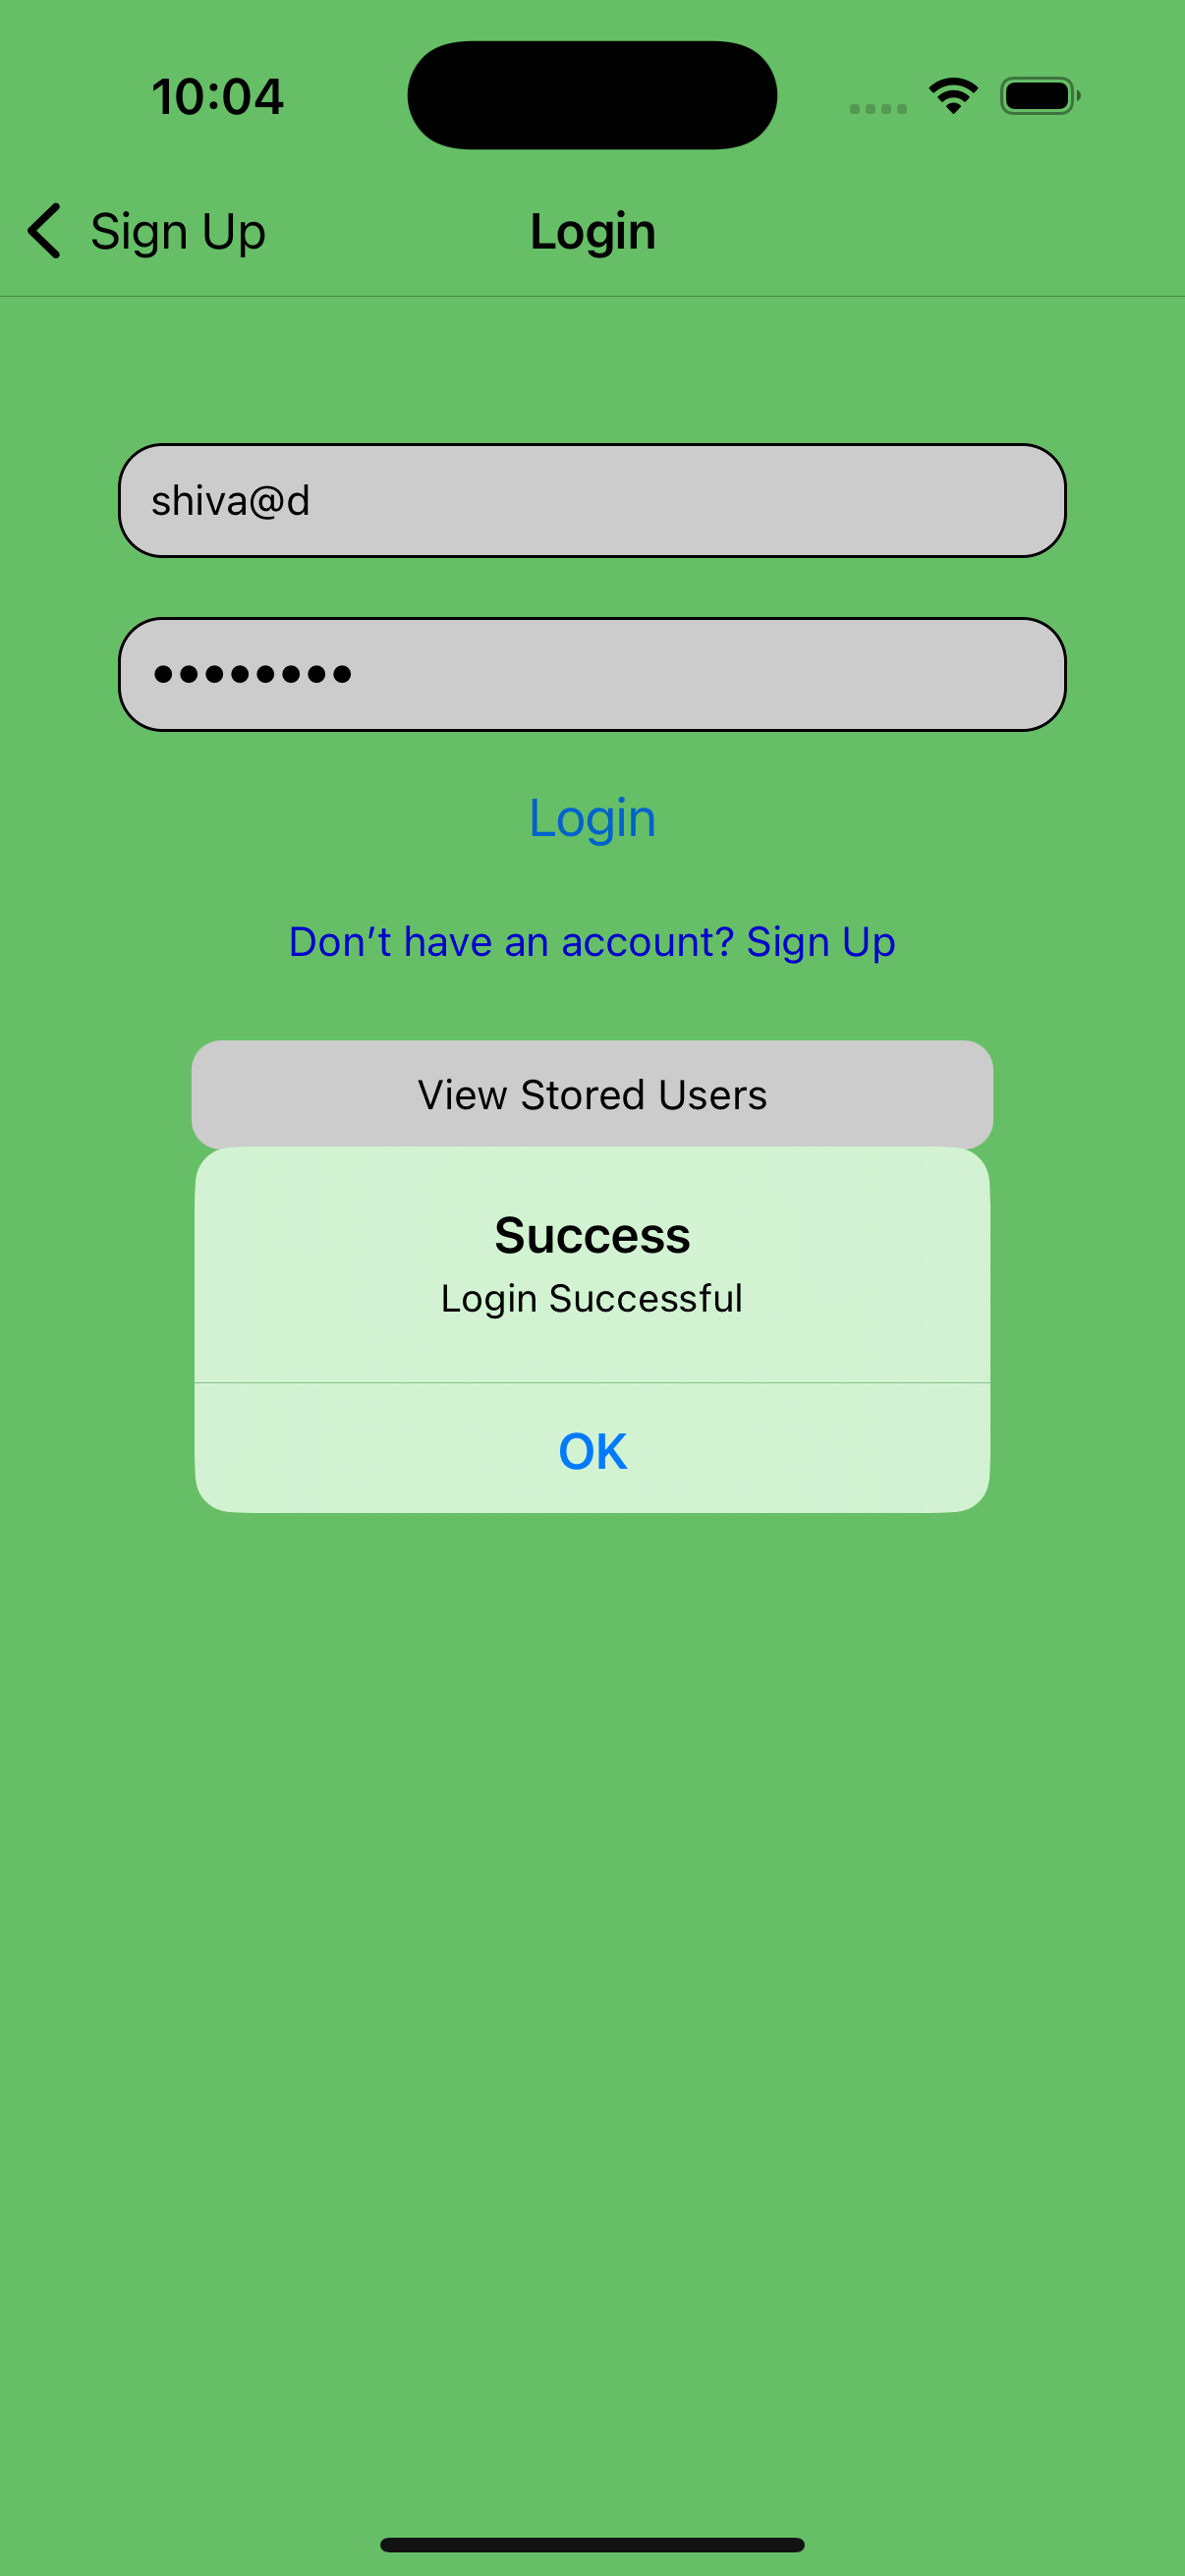 10:04
Sign Up
Login
shiva@d
••••••••
Login
Don’t have an account? Sign Up
View Stored Users
Success
Login Successful
OK